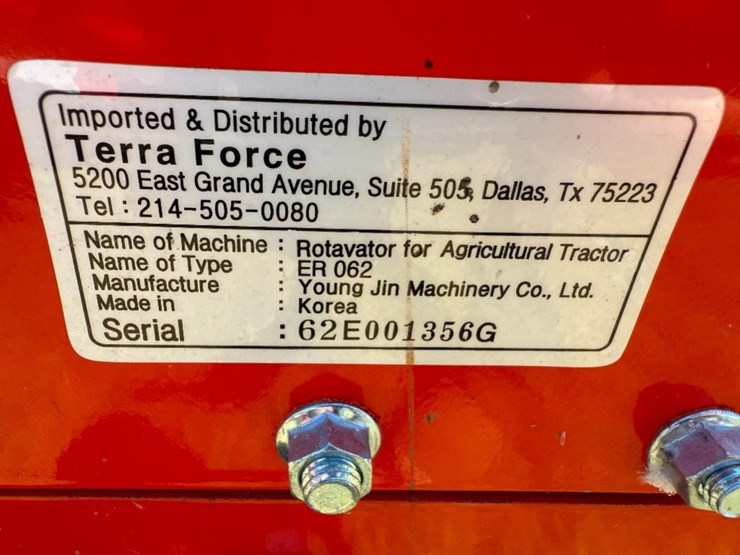 Imported & Distributed by
Terra Force
5200 East Grand Avenue, Suite 505, Dallas, Tx 75223
Tel : 214-505-0080
Name of Machine : Rotavator for Agricultural Tractor
Name of Type : ER 062
Manufacture : Young Jin Machinery Co., Ltd.
Made in : Korea
Serial : 62E001356G